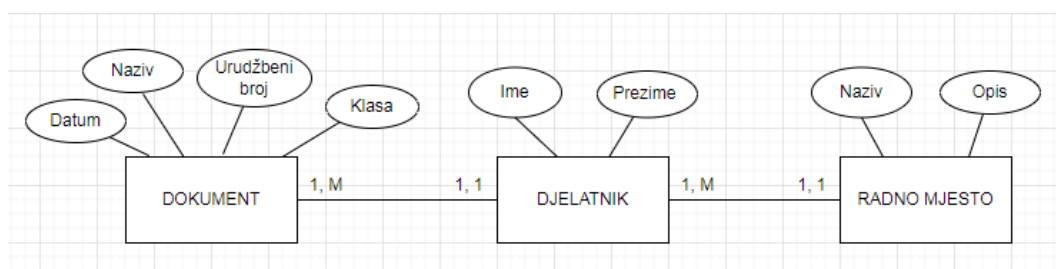 Naziv
Urudžbeni
broj
Datum
Klasa
Ime
Prezime
Naziv
Opis
DOKUMENT
1, M
1, 1
DJELATNIK
1, M
1, 1
RADNO MJESTO